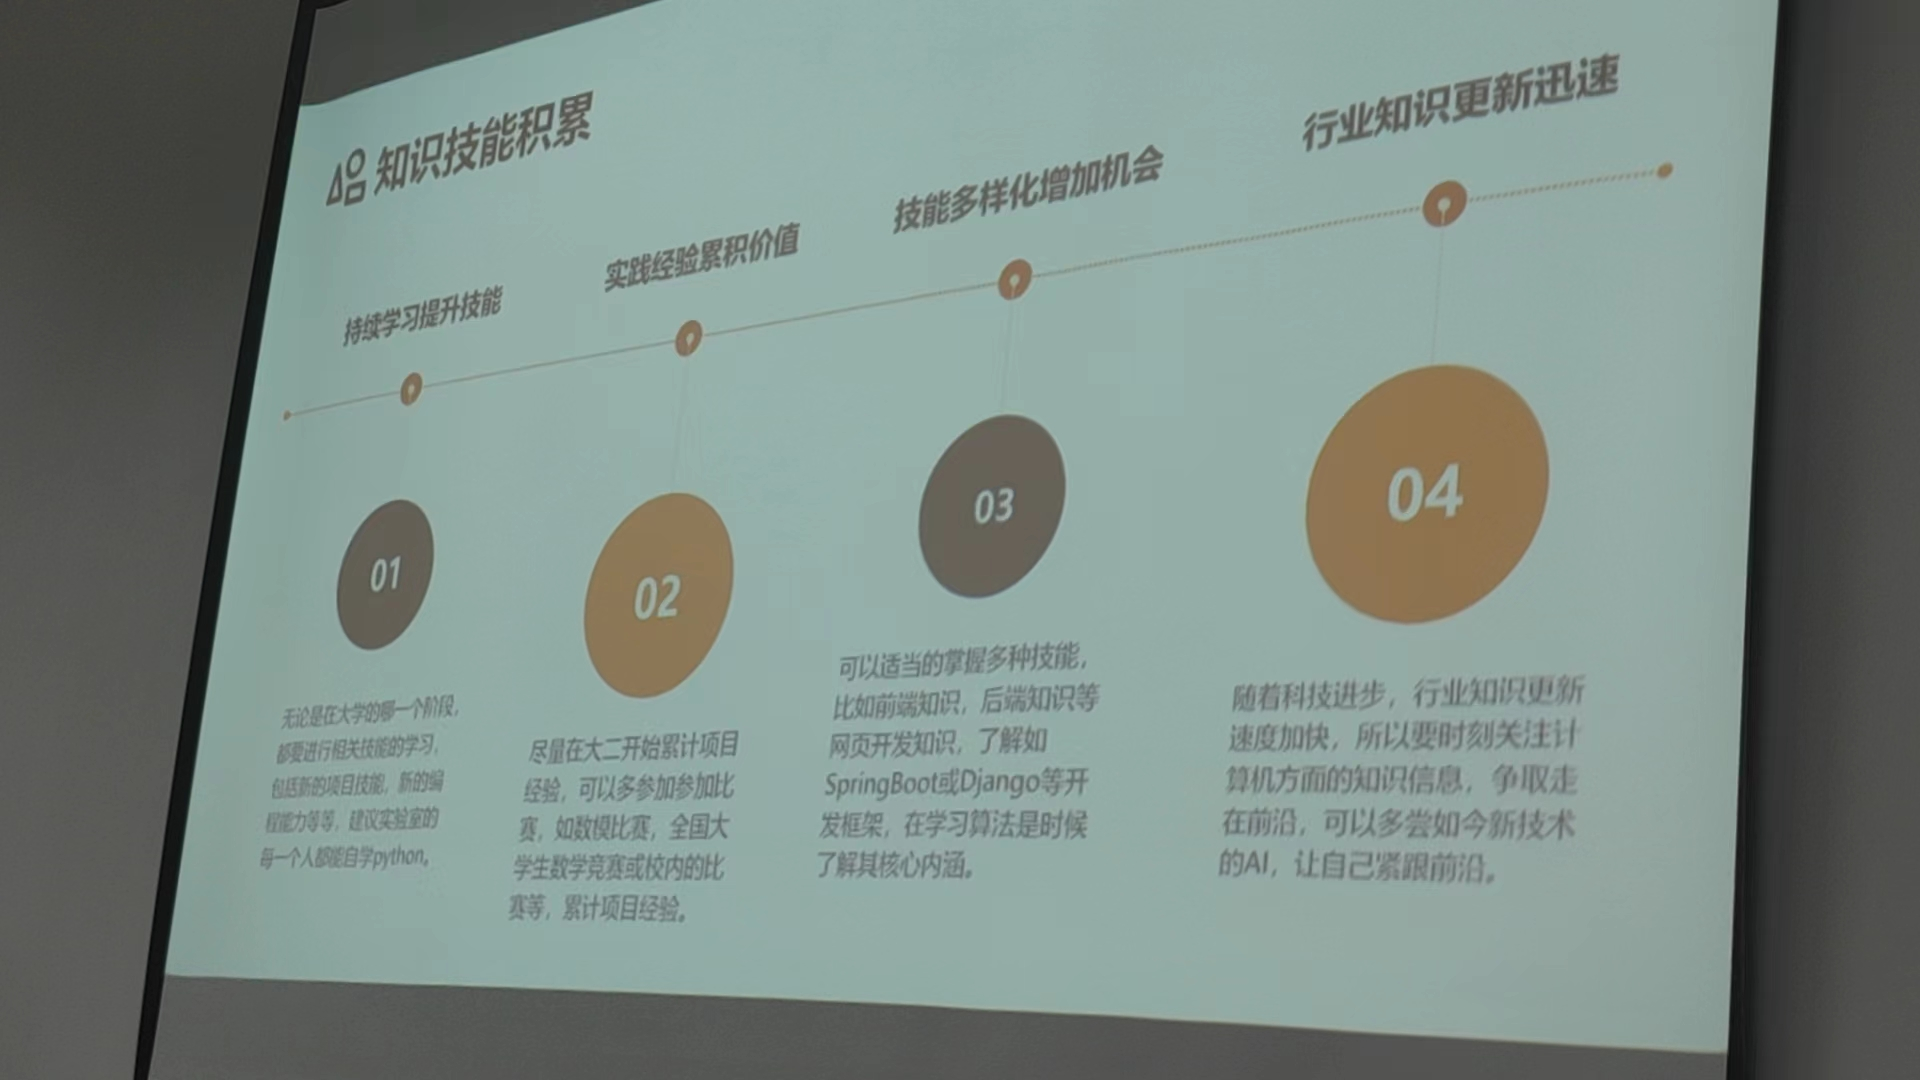 知识技能积累
持续学习提升技能
01
无论是在大学的哪一个阶段,
都要进行相关技能的学习,
包括新的项目技能, 新的编
程能力等等, 建议实验室的
每一个人都能自学python。
实践经验累积价值
02
尽量在大二开始累计项目
经验, 可以多参加参加比
赛, 如数模比赛, 全国大
学生数学竞赛或校内的比
赛等, 累计项目经验。
技能多样化增加机会
03
可以适当的掌握多种技能,
比如前端知识, 后端知识等
网页开发知识, 了解如
SpringBoot或Django等开
发框架, 在学习算法是时候
了解其核心内涵。
行业知识更新迅速
04
随着科技进步, 行业知识更新
速度加快, 所以要时刻关注计
算机方面的知识信息, 争取走
在前沿, 可以多尝如今新技术
的AI, 让自己紧跟前沿。